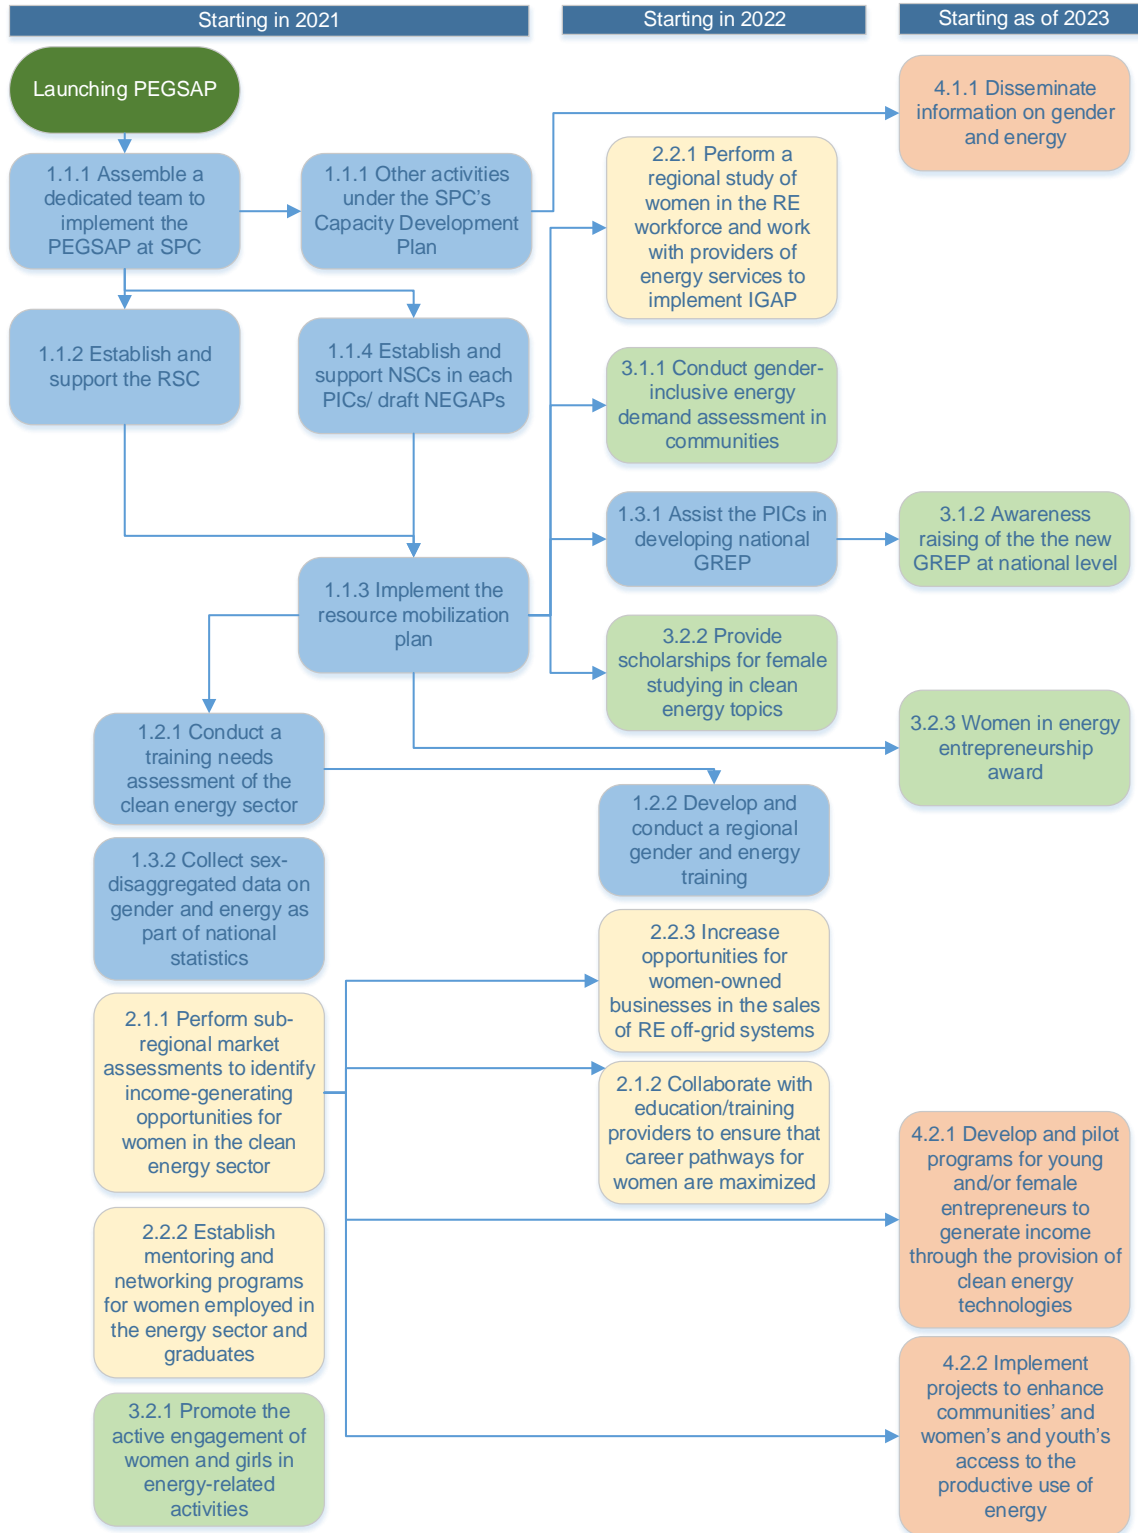 Starting in 2021
Starting in 2022
Starting as of 2023
Launching PEGSAP
1.1.1 Assemble a
dedicated team to
implement the
PEGSAP at SPC
1.1.1 Other activities
under the SPC's
Capacity Development
Plan
4.1.1 Disseminate
information on gender
and energy
2.2.1 Perform a
regional study of
women in the RE
workforce and work
with providers of
energy services to
implement IGAP
1.1.2 Establish and
support the RSC
1.1.4 Establish and
support NSCs in each
PICs/ draft NEGAPs
3.1.1 Conduct gender-
inclusive energy
demand assessment in
communities
1.3.1 Assist the PICs in
developing national
GREP
3.1.2 Awareness
raising of the the new
GREP at national level
1.1.3 Implement the
resource mobilization
plan
3.2.2 Provide
scholarships for female
studying in clean
energy topics
3.2.3 Women in energy
entrepreneurship
award
1.2.1 Conduct a
training needs
assessment of the
clean energy sector
1.2.2 Develop and
conduct a regional
gender and energy
training
1.3.2 Collect sex-
disaggregated data on
gender and energy as
part of national
statistics
2.2.3 Increase
opportunities for
women-owned
businesses in the sales
of RE off-grid systems
2.1.1 Perform sub-
regional market
assessments to identify
income-generating
opportunities for
women in the clean
energy sector
2.1.2 Collaborate with
education/training
providers to ensure that
career pathways for
women are maximized
4.2.1 Develop and pilot
programs for young
and/or female
entrepreneurs to
generate income
through the provision of
clean energy
technologies
2.2.2 Establish
mentoring and
networking programs
for women employed in
the energy sector and
graduates
4.2.2 Implement
projects to enhance
communities' and
women's and youth's
access to the
productive use of
energy
3.2.1 Promote the
active engagement of
women and girls in
energy-related
activities